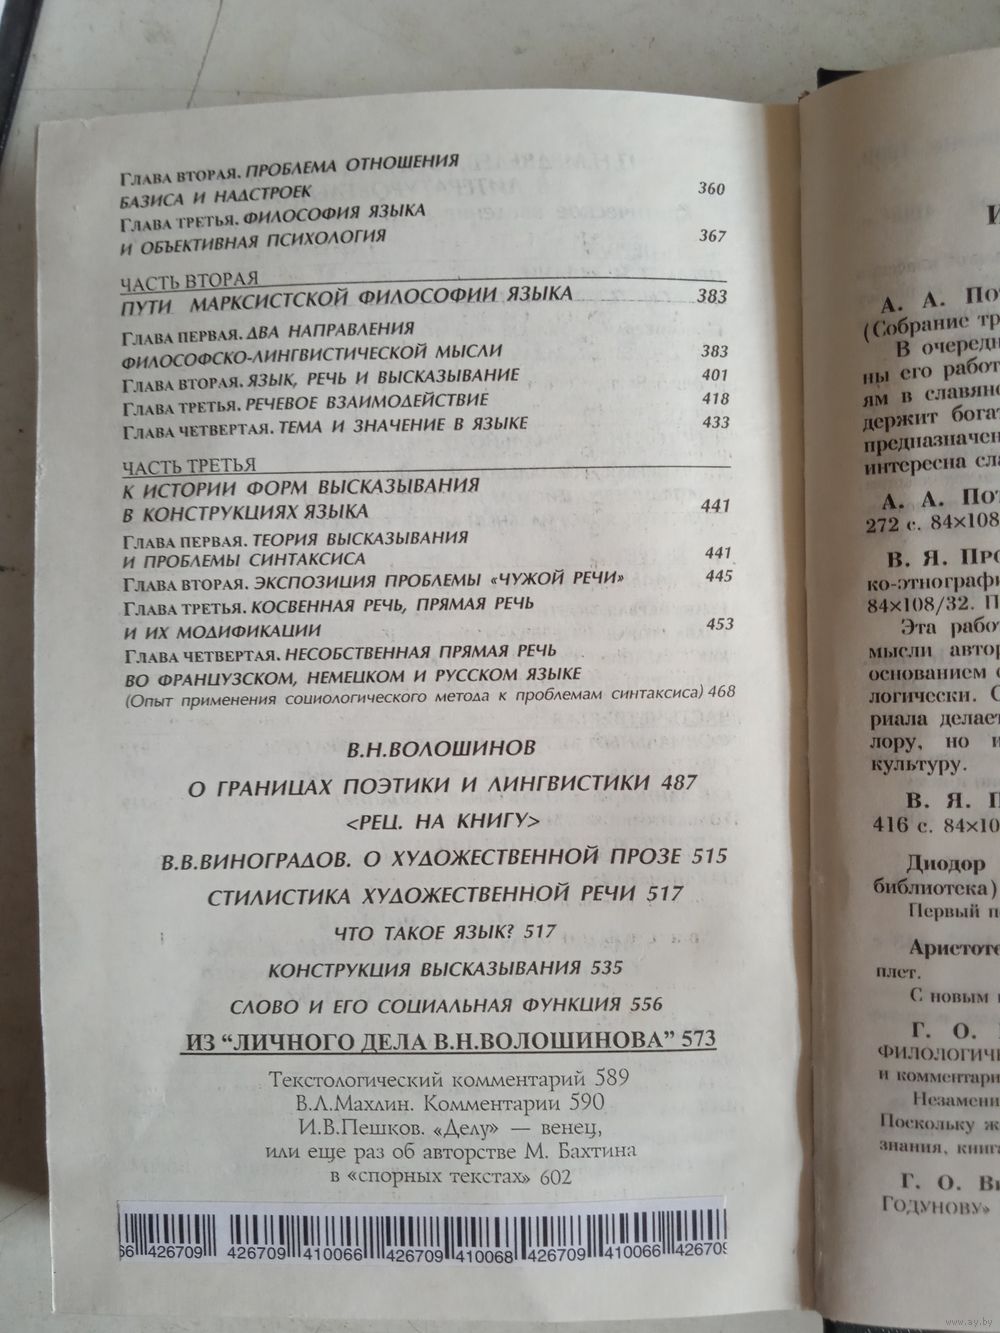 Глава вторая. ПРОБЛЕМА ОТНОШЕНИЯ
БАЗИСА И НАДСТРОЕК 360
Глава третья. ФИЛОСОФИЯ ЯЗЫКА
И ОБЪЕКТИВНАЯ ПСИХОЛОГИЯ 367
ЧАСТЬ ВТОРАЯ
ПУТИ МАРКСИСТСКОЙ ФИЛОСОФИИ ЯЗЫКА 383
Глава первая. ДВА НАПРАВЛЕНИЯ
ФИЛОСОФСКО-ЛИНГВИСТИЧЕСКОЙ МЫСЛИ 383
Глава вторая. ЯЗЫК, РЕЧЬ И ВЫСКАЗЫВАНИЕ 401
Глава третья. РЕЧЕВОЕ ВЗАИМОДЕЙСТВИЕ 418
Глава четвертая. ТЕМА И ЗНАЧЕНИЕ В ЯЗЫКЕ 433
ЧАСТЬ ТРЕТЬЯ
К ИСТОРИИ ФОРМ ВЫСКАЗЫВАНИЯ
В КОНСТРУКЦИЯХ ЯЗЫКА 441
Глава первая. ТЕОРИЯ ВЫСКАЗЫВАНИЯ
И ПРОБЛЕМЫ СИНТАКСИСА 441
Глава вторая. ЭКСПОЗИЦИЯ ПРОБЛЕМЫ «ЧУЖОЙ РЕЧИ» 445
Глава третья. КОСВЕННАЯ РЕЧЬ, ПРЯМАЯ РЕЧЬ
И ИХ МОДИФИКАЦИИ 453
Глава четвертая. НЕСОБСТВЕННАЯ ПРЯМАЯ РЕЧЬ
ВО ФРАНЦУЗСКОМ, НЕМЕЦКОМ И РУССКОМ ЯЗЫКЕ
(Опыт применения социологического метода к проблемам синтаксиса) 468
В.Н.ВОЛОШИНОВ
О ГРАНИЦАХ ПОЭТИКИ И ЛИНГВИСТИКИ 487
<РЕЦ. НА КНИГУ>
В.В.ВИНОГРАДОВ. О ХУДОЖЕСТВЕННОЙ ПРОЗЕ 515
СТИЛИСТИКА ХУДОЖЕСТВЕННОЙ РЕЧИ 517
ЧТО ТАКОЕ ЯЗЫК? 517
КОНСТРУКЦИЯ ВЫСКАЗЫВАНИЯ 535
СЛОВО И ЕГО СОЦИАЛЬНАЯ ФУНКЦИЯ 556
ИЗ “ЛИЧНОГО ДЕЛА В.Н.ВОЛОШИНОВА” 573
Текстологический комментарий 589
В.Л.Махлин. Комментарии 590
И.В.Пешков. «Делу» — венец,
или еще раз об авторстве М. Бахтина
в «спорных текстах» 602
66 426709 426709 410066 426709 410068 426709 410066 42670
А. А.
(Собрание
В очеред
ны его работ
ям в славян
держит бога
предназначен
интересна
А. А.
272 с. 84×108
В. Я.
ко-этнограф
84×108/32.
Эта рабо
мысли автор
основанием
логически.
риала делает
лору, но
культуру.
В. Я.
416 с. 84×10
Диодор
библиотека)
Первый
Аристоте
плет.
С новым
Г. О.
ФИЛОЛОГИЧ
и комментари
Незамени
Поскольку
знания, книг
Г. О.
ГОДУНОВУ»
www.ay.by